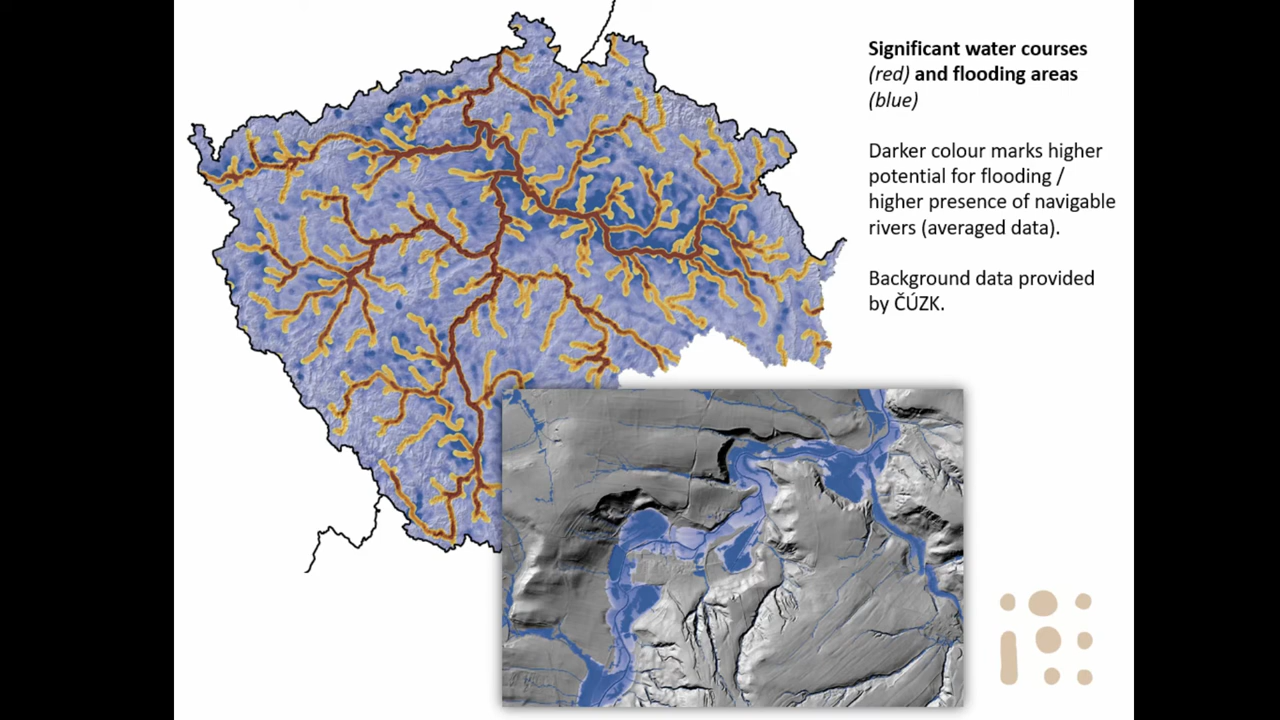 Significant water courses
(red) and flooding areas
(blue)
Darker colour marks higher
potential for flooding /
higher presence of navigable
rivers (averaged data).
Background data provided
by ČÚZK.